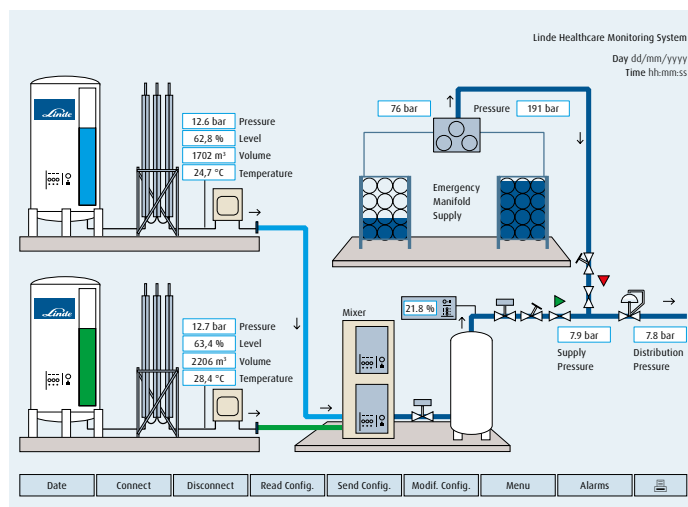 Linde Healthcare Monitoring System
Day dd/mm/yyyy
Time hh:mm:ss
Linde
12.6 bar Pressure
62,8 % Level
1702 m³ Volume
24,7 °C Temperature
76 bar Pressure 191 bar
Emergency
Manifold
Supply
Linde
12.7 bar Pressure
63,4 % Level
2206 m³ Volume
28,4 °C Temperature
Mixer
21.8 %
7.9 bar
Supply
Pressure
7.8 bar
Distribution
Pressure
Date Connect Disconnect Read Config. Send Config. Modif. Config. Menu Alarms